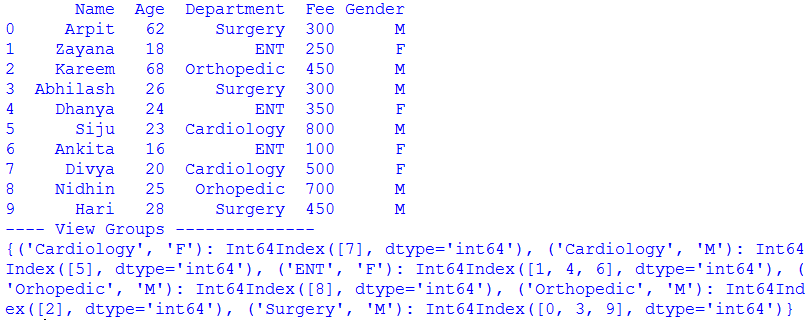 Name Age Department Fee Gender
0 Arpit 62 Surgery 300 M
1 Zayana 18 ENT 250 F
2 Kareem 68 Orthopedic 450 M
3 Abhilash 26 Surgery 300 M
4 Dhanya 24 ENT 350 F
5 Siju 23 Cardiology 800 M
6 Ankita 16 ENT 100 F
7 Divya 20 Cardiology 500 F
8 Nidhin 25 Orhopedic 700 M
9 Hari 28 Surgery 450 M
---- View Groups --------------
{('Cardiology', 'F'): Int64Index([7], dtype='int64'), ('Cardiology', 'M'): Int64
Index([5], dtype='int64'), ('ENT', 'F'): Int64Index([1, 4, 6], dtype='int64'), (
'Orhopedic', 'M'): Int64Index([8], dtype='int64'), ('Orthopedic', 'M'): Int64Ind
ex([2], dtype='int64'), ('Surgery', 'M'): Int64Index([0, 3, 9], dtype='int64')}